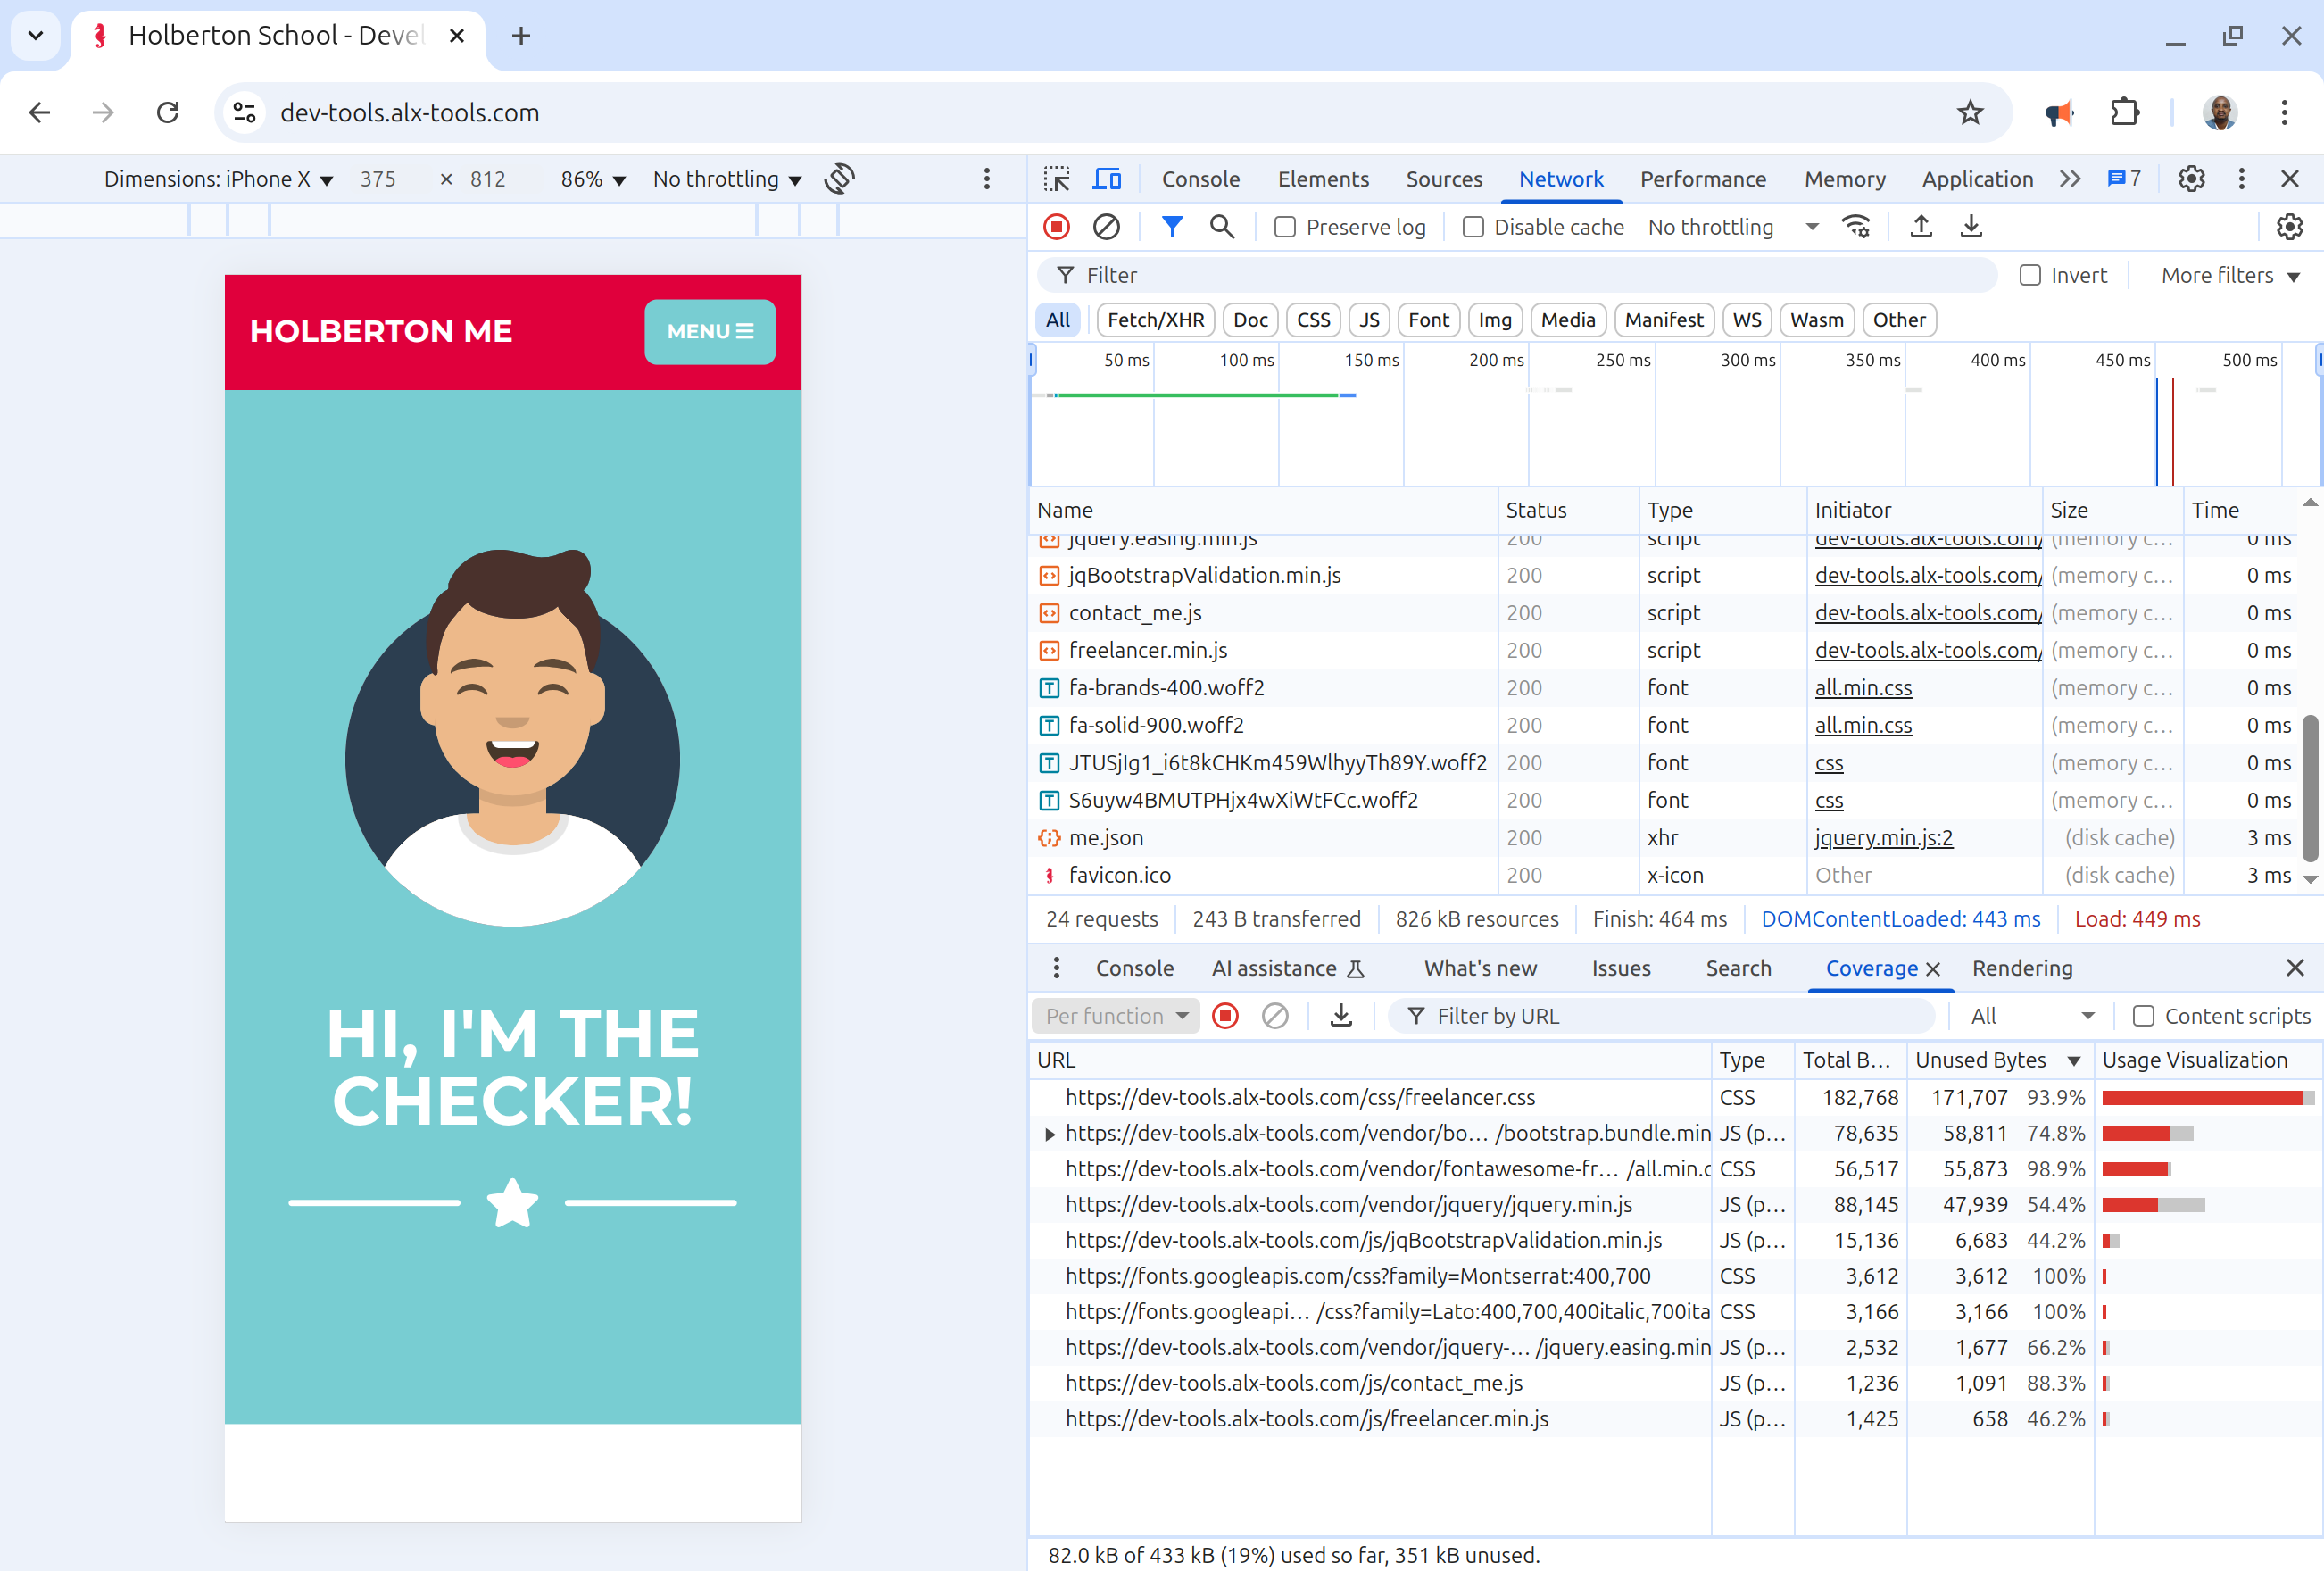 Holberton School - Devel
dev-tools.alx-tools.com
Dimensions: iPhone X 375 × 812 86% No throttling
Console Elements Sources Network Performance Memory Application 7
Preserve log Disable cache No throttling
Filter Invert More filters
All Fetch/XHR Doc CSS JS Font Img Media Manifest WS Wasm Other
50 ms 100 ms 150 ms 200 ms 250 ms 300 ms 350 ms 400 ms 450 ms 500 ms
HOLBERTON ME MENU
HI, I'M THE
CHECKER!
Name Status Type Initiator Size Time
jquery.easing.min.js 200 script dev-tools.alx-tools.com/ (memory c... 0 ms
jqBootstrapValidation.min.js 200 script dev-tools.alx-tools.com/ (memory c... 0 ms
contact_me.js 200 script dev-tools.alx-tools.com/ (memory c... 0 ms
freelancer.min.js 200 script dev-tools.alx-tools.com/ (memory c... 0 ms
fa-brands-400.woff2 200 font all.min.css (memory c... 0 ms
fa-solid-900.woff2 200 font all.min.css (memory c... 0 ms
JTUSjIg1_i6t8kCHKm459WlhyyTh89Y.woff2 200 font css (memory c... 0 ms
S6uyw4BMUTPHjx4wXiWtFCc.woff2 200 font css (memory c... 0 ms
me.json 200 xhr jquery.min.js:2 (disk cache) 3 ms
favicon.ico 200 x-icon Other (disk cache) 3 ms
24 requests 243 B transferred 826 kB resources Finish: 464 ms DOMContentLoaded: 443 ms Load: 449 ms
Console AI assistance What's new Issues Search Coverage Rendering
Per function Filter by URL All Content scripts
URL Type Total B... Unused Bytes Usage Visualization
https://dev-tools.alx-tools.com/css/freelancer.css CSS 182,768 171,707 93.9%
https://dev-tools.alx-tools.com/vendor/bo... /bootstrap.bundle.min JS (p... 78,635 58,811 74.8%
https://dev-tools.alx-tools.com/vendor/fontawesome-fr... /all.min.c CSS 56,517 55,873 98.9%
https://dev-tools.alx-tools.com/vendor/jquery/jquery.min.js JS (p... 88,145 47,939 54.4%
https://dev-tools.alx-tools.com/js/jqBootstrapValidation.min.js JS (p... 15,136 6,683 44.2%
https://fonts.googleapis.com/css?family=Montserrat:400,700 CSS 3,612 3,612 100%
https://fonts.googleapi... /css?family=Lato:400,700,400italic,700ita CSS 3,166 3,166 100%
https://dev-tools.alx-tools.com/vendor/jquery-... /jquery.easing.min JS (p... 2,532 1,677 66.2%
https://dev-tools.alx-tools.com/js/contact_me.js JS (p... 1,236 1,091 88.3%
https://dev-tools.alx-tools.com/js/freelancer.min.js JS (p... 1,425 658 46.2%
82.0 kB of 433 kB (19%) used so far, 351 kB unused.